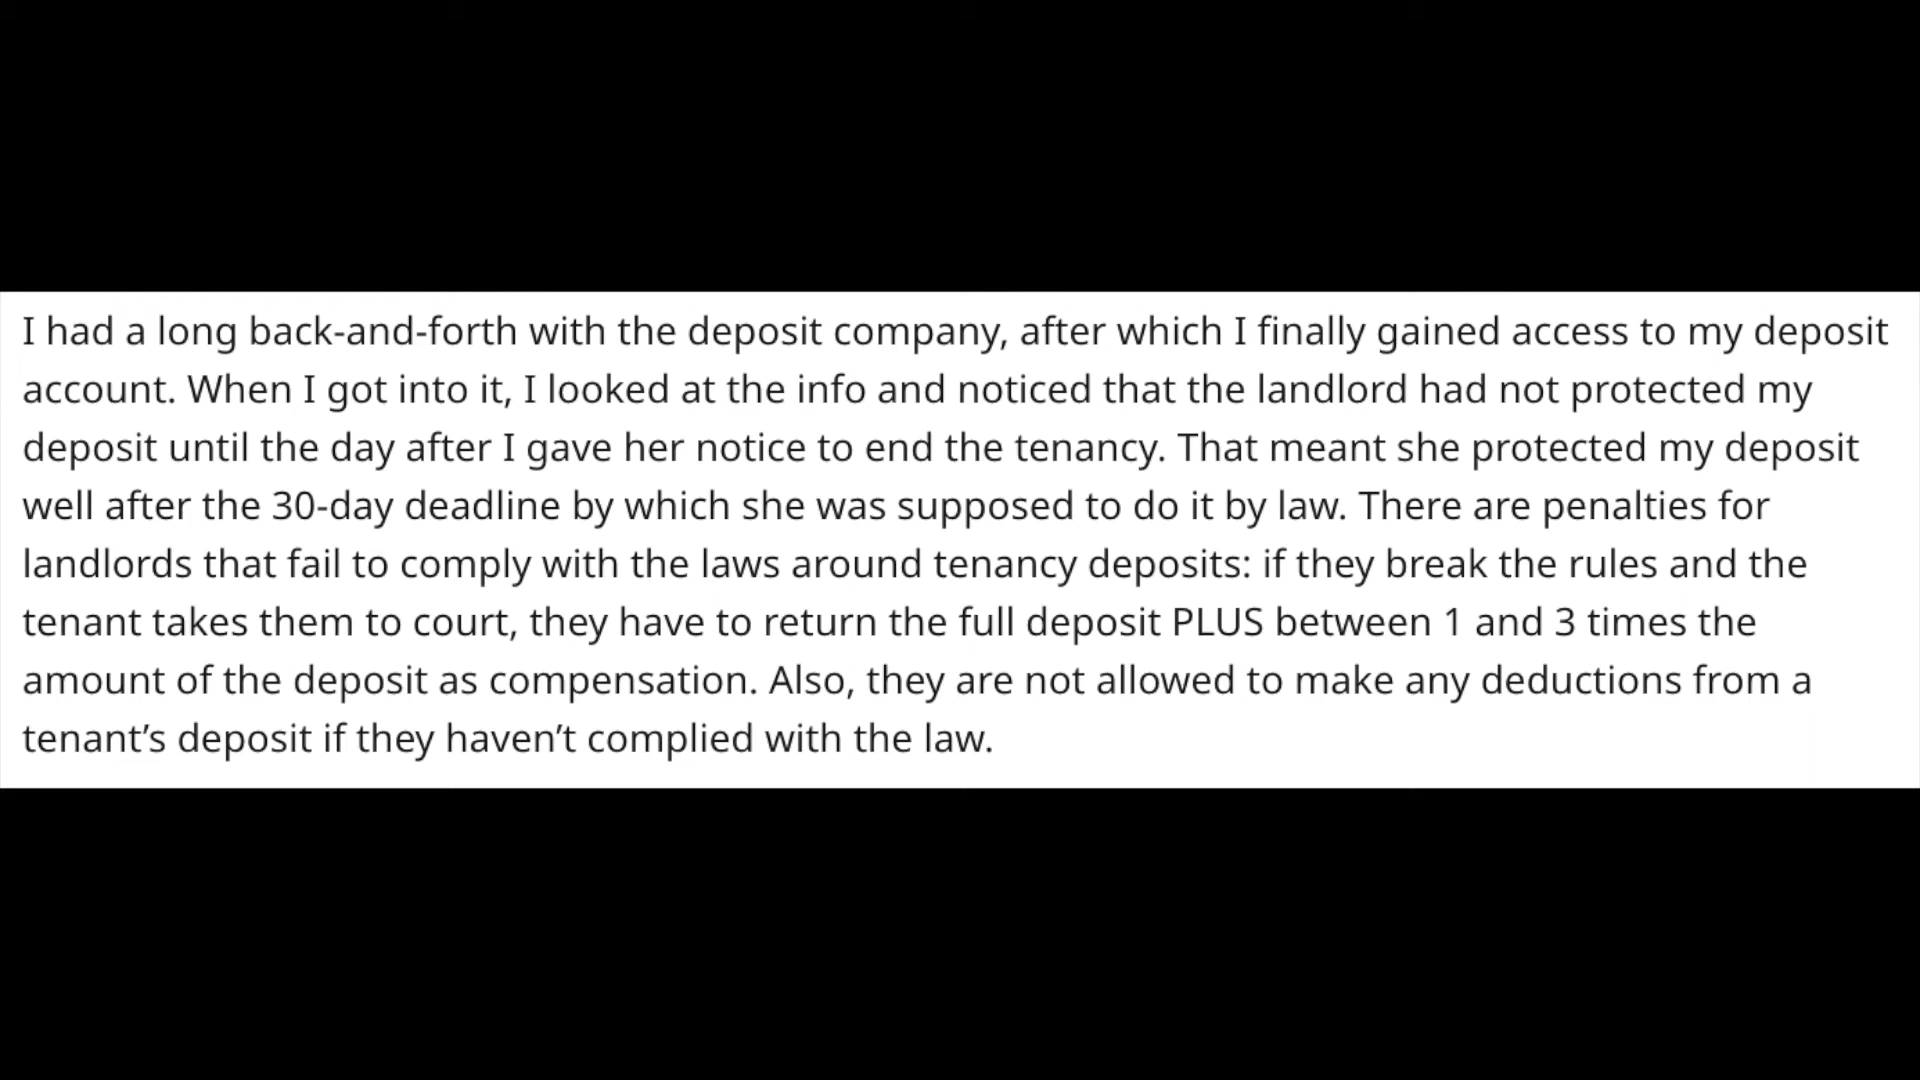 I had a long back-and-forth with the deposit company, after which I finally gained access to my deposit
account. When I got into it, I looked at the info and noticed that the landlord had not protected my
deposit until the day after I gave her notice to end the tenancy. That meant she protected my deposit
well after the 30-day deadline by which she was supposed to do it by law. There are penalties for
landlords that fail to comply with the laws around tenancy deposits: if they break the rules and the
tenant takes them to court, they have to return the full deposit PLUS between 1 and 3 times the
amount of the deposit as compensation. Also, they are not allowed to make any deductions from a
tenant’s deposit if they haven’t complied with the law.